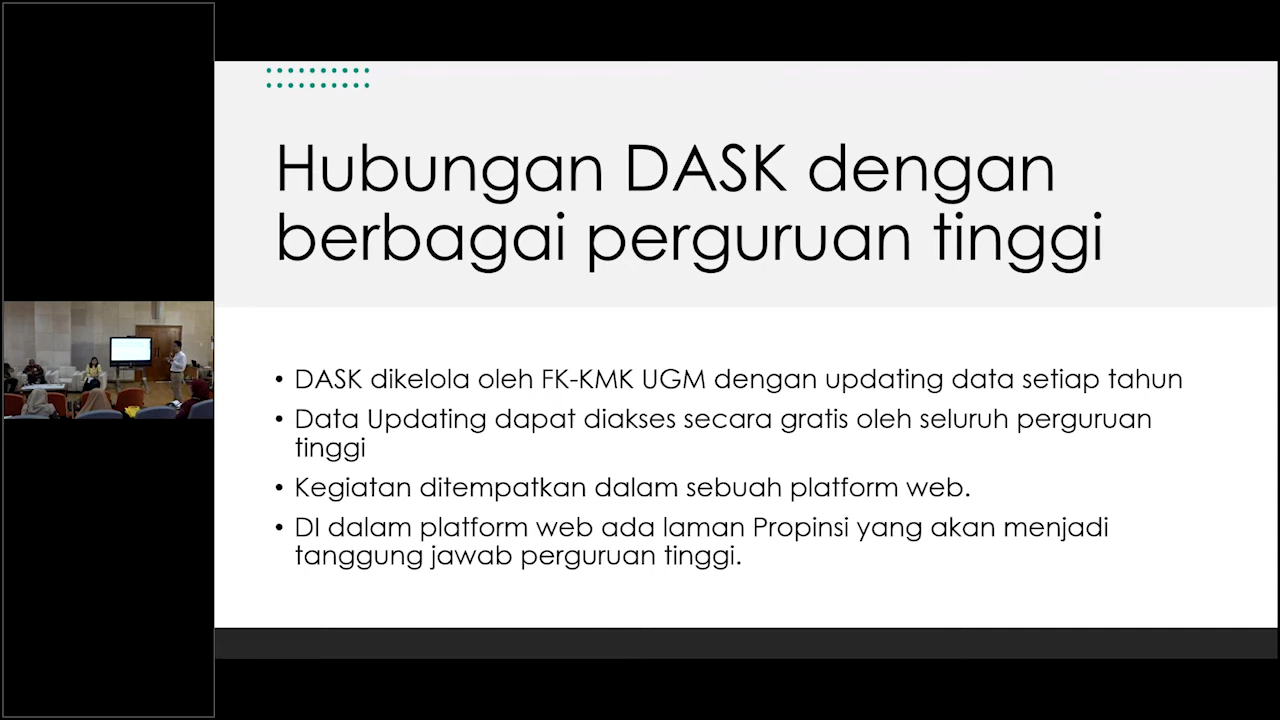 Hubungan DASK dengan
berbagai perguruan tinggi
• DASK dikelola oleh FK-KMK UGM dengan updating data setiap tahun
• Data Updating dapat diakses secara gratis oleh seluruh perguruan
tinggi
• Kegiatan ditempatkan dalam sebuah platform web.
• DI dalam platform web ada laman Propinsi yang akan menjadi
tanggung jawab perguruan tinggi.